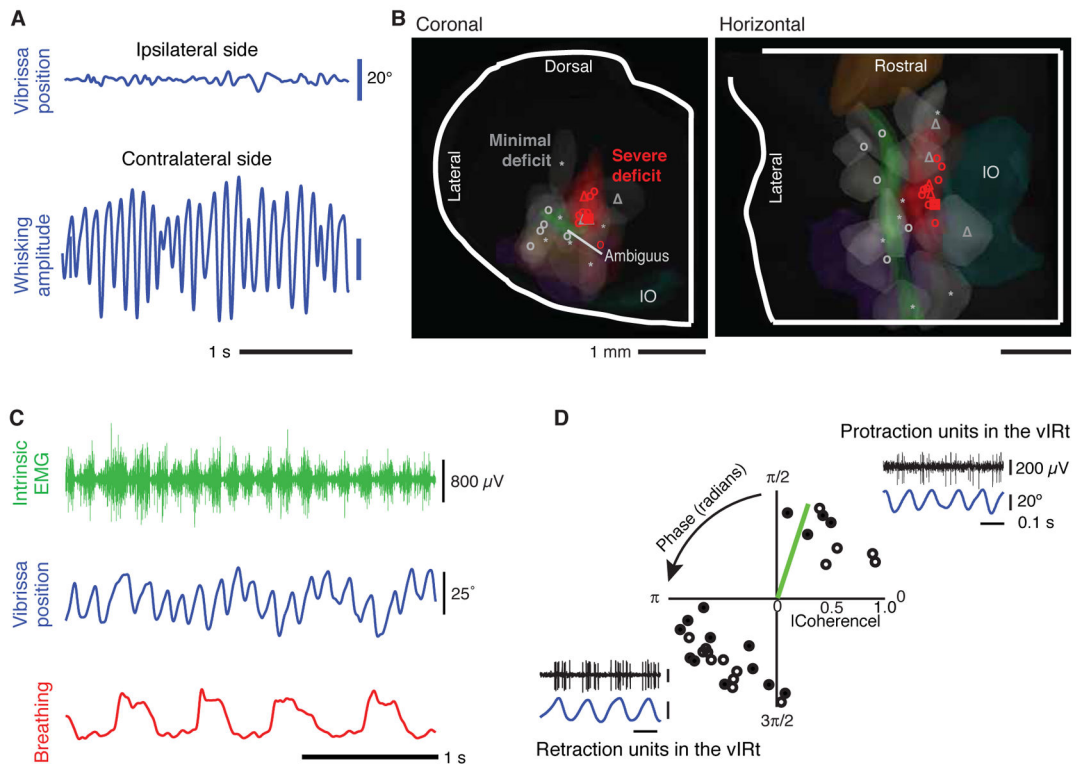 A
Vibrissa
position
Ipsilateral side
20°
Contralateral side
Whisking
amplitude
1 s
B
Coronal
Dorsal
Lateral
Minimal
deficit
Severe
deficit
Ambiguus
IO
1 mm
Horizontal
Rostral
Lateral
IO
C
Intrinsic
EMG
800 µV
Vibrissa
position
25°
Breathing
1 s
D
Protraction units in the vIRt
200 µV
20°
0.1 s
Phase (radians)
π/2
π
0
0.5
1.0
0
lCoherencel
3π/2
Retraction units in the vIRt